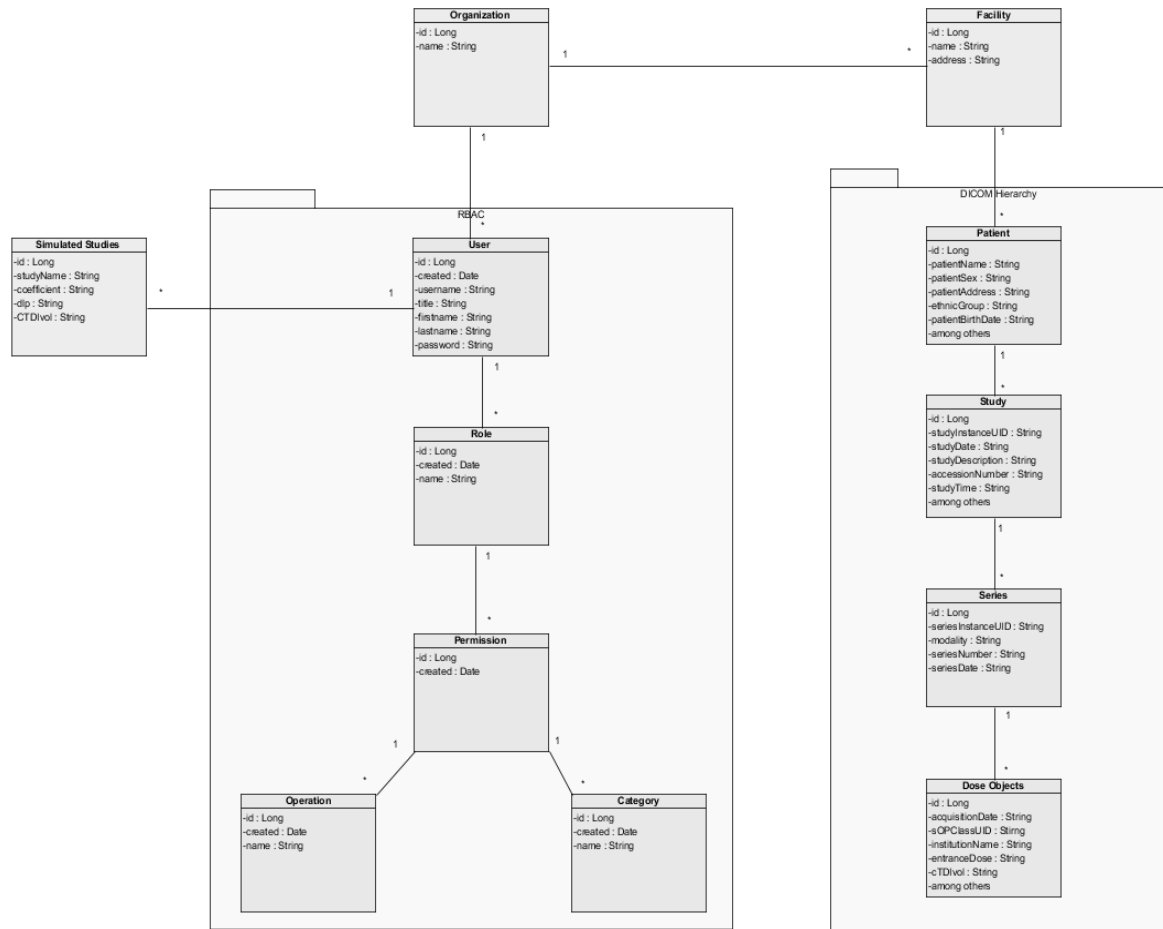 Organization
-id : Long
-name : String
Facility
-id : Long
-name : String
-address : String
1
*
1
1
RBAC
*
DICOM Hierarchy
*
Simulated Studies
-id : Long
-studyName : String
-coefficient : String
-dlp : String
-CTDIvol : String
*
1
User
-id : Long
-created : Date
-username : String
-title : String
-firstname : String
-lastname : String
-password : String
Patient
-id : Long
-patientName : String
-patientSex : String
-patientAddress : String
-ethnicGroup : String
-patientBirthDate : String
-among others
1
*
1
*
Role
-id : Long
-created : Date
-name : String
Study
-id : Long
-studyInstanceUID : String
-studyDate : String
-studyDescription : String
-accessionNumber : String
-studyTime : String
-among others
1
*
1
*
Permission
-id : Long
-created : Date
Series
-id : Long
-seriesInstanceUID : String
-modality : String
-seriesNumber : String
-seriesDate : String
1
*
1
*
1
*
Operation
-id : Long
-created : Date
-name : String
Category
-id : Long
-created : Date
-name : String
Dose Objects
-id : Long
-acquisitionDate : String
-sOPClassUID : Stirng
-institutionName : String
-entranceDose : String
-cTDIvol : String
-among others